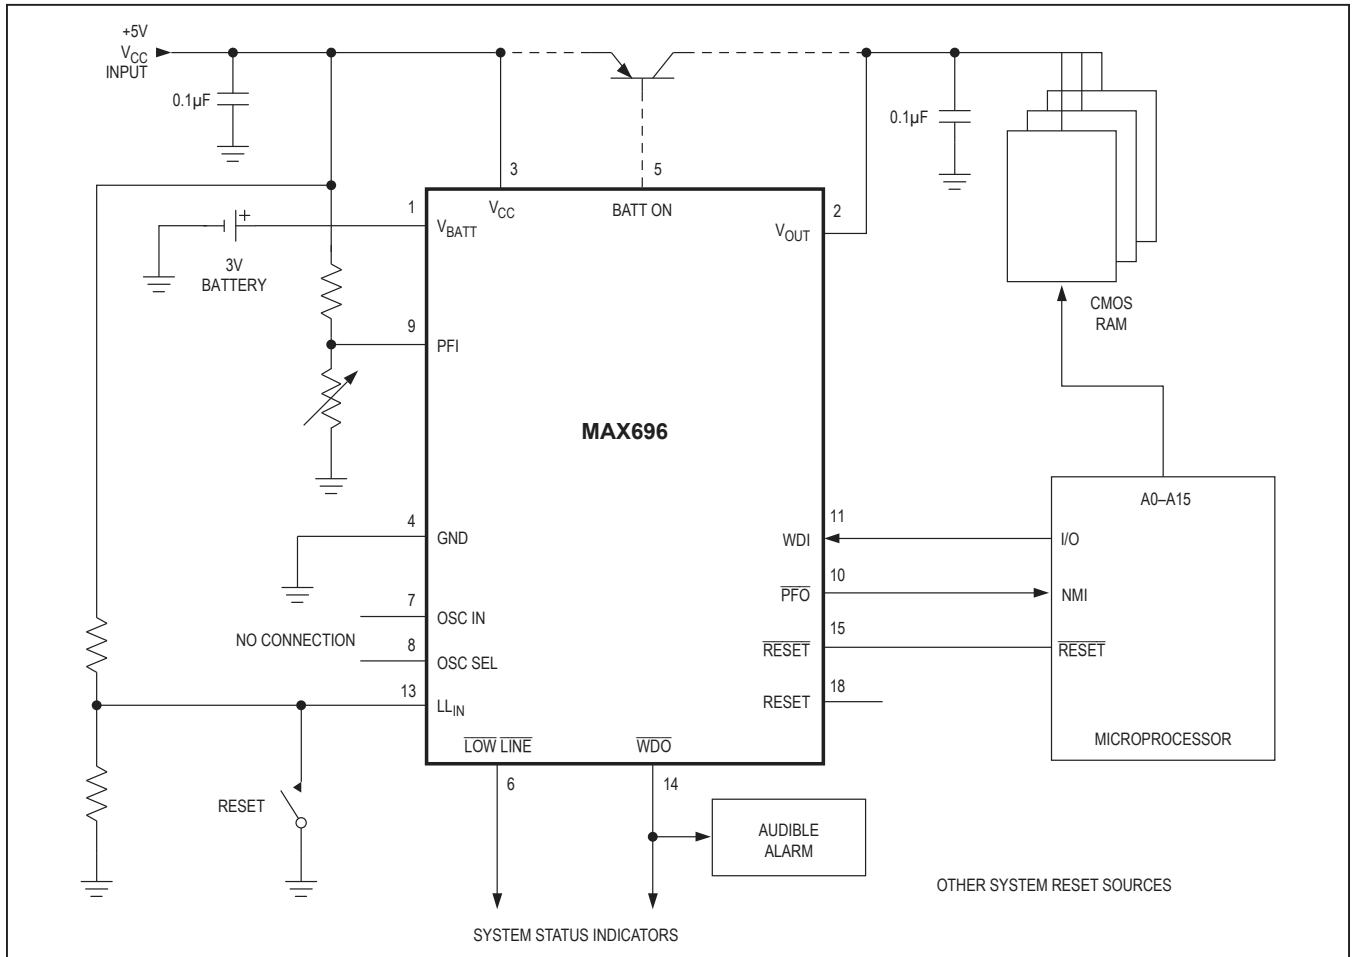 +5V
VCC
INPUT
0.1µF
0.1µF
3
5
1
VCC
BATT ON
2
VBATT
VOUT
3V
BATTERY
CMOS
RAM
9
PFI
MAX696
A0–A15
4
GND
11
WDI
I/O
10
PFO
NMI
7
OSC IN
NO CONNECTION
15
RESET
RESET
8
OSC SEL
13
LLIN
18
RESET
LOW LINE
WDO
MICROPROCESSOR
6
14
RESET
AUDIBLE
ALARM
OTHER SYSTEM RESET SOURCES
SYSTEM STATUS INDICATORS